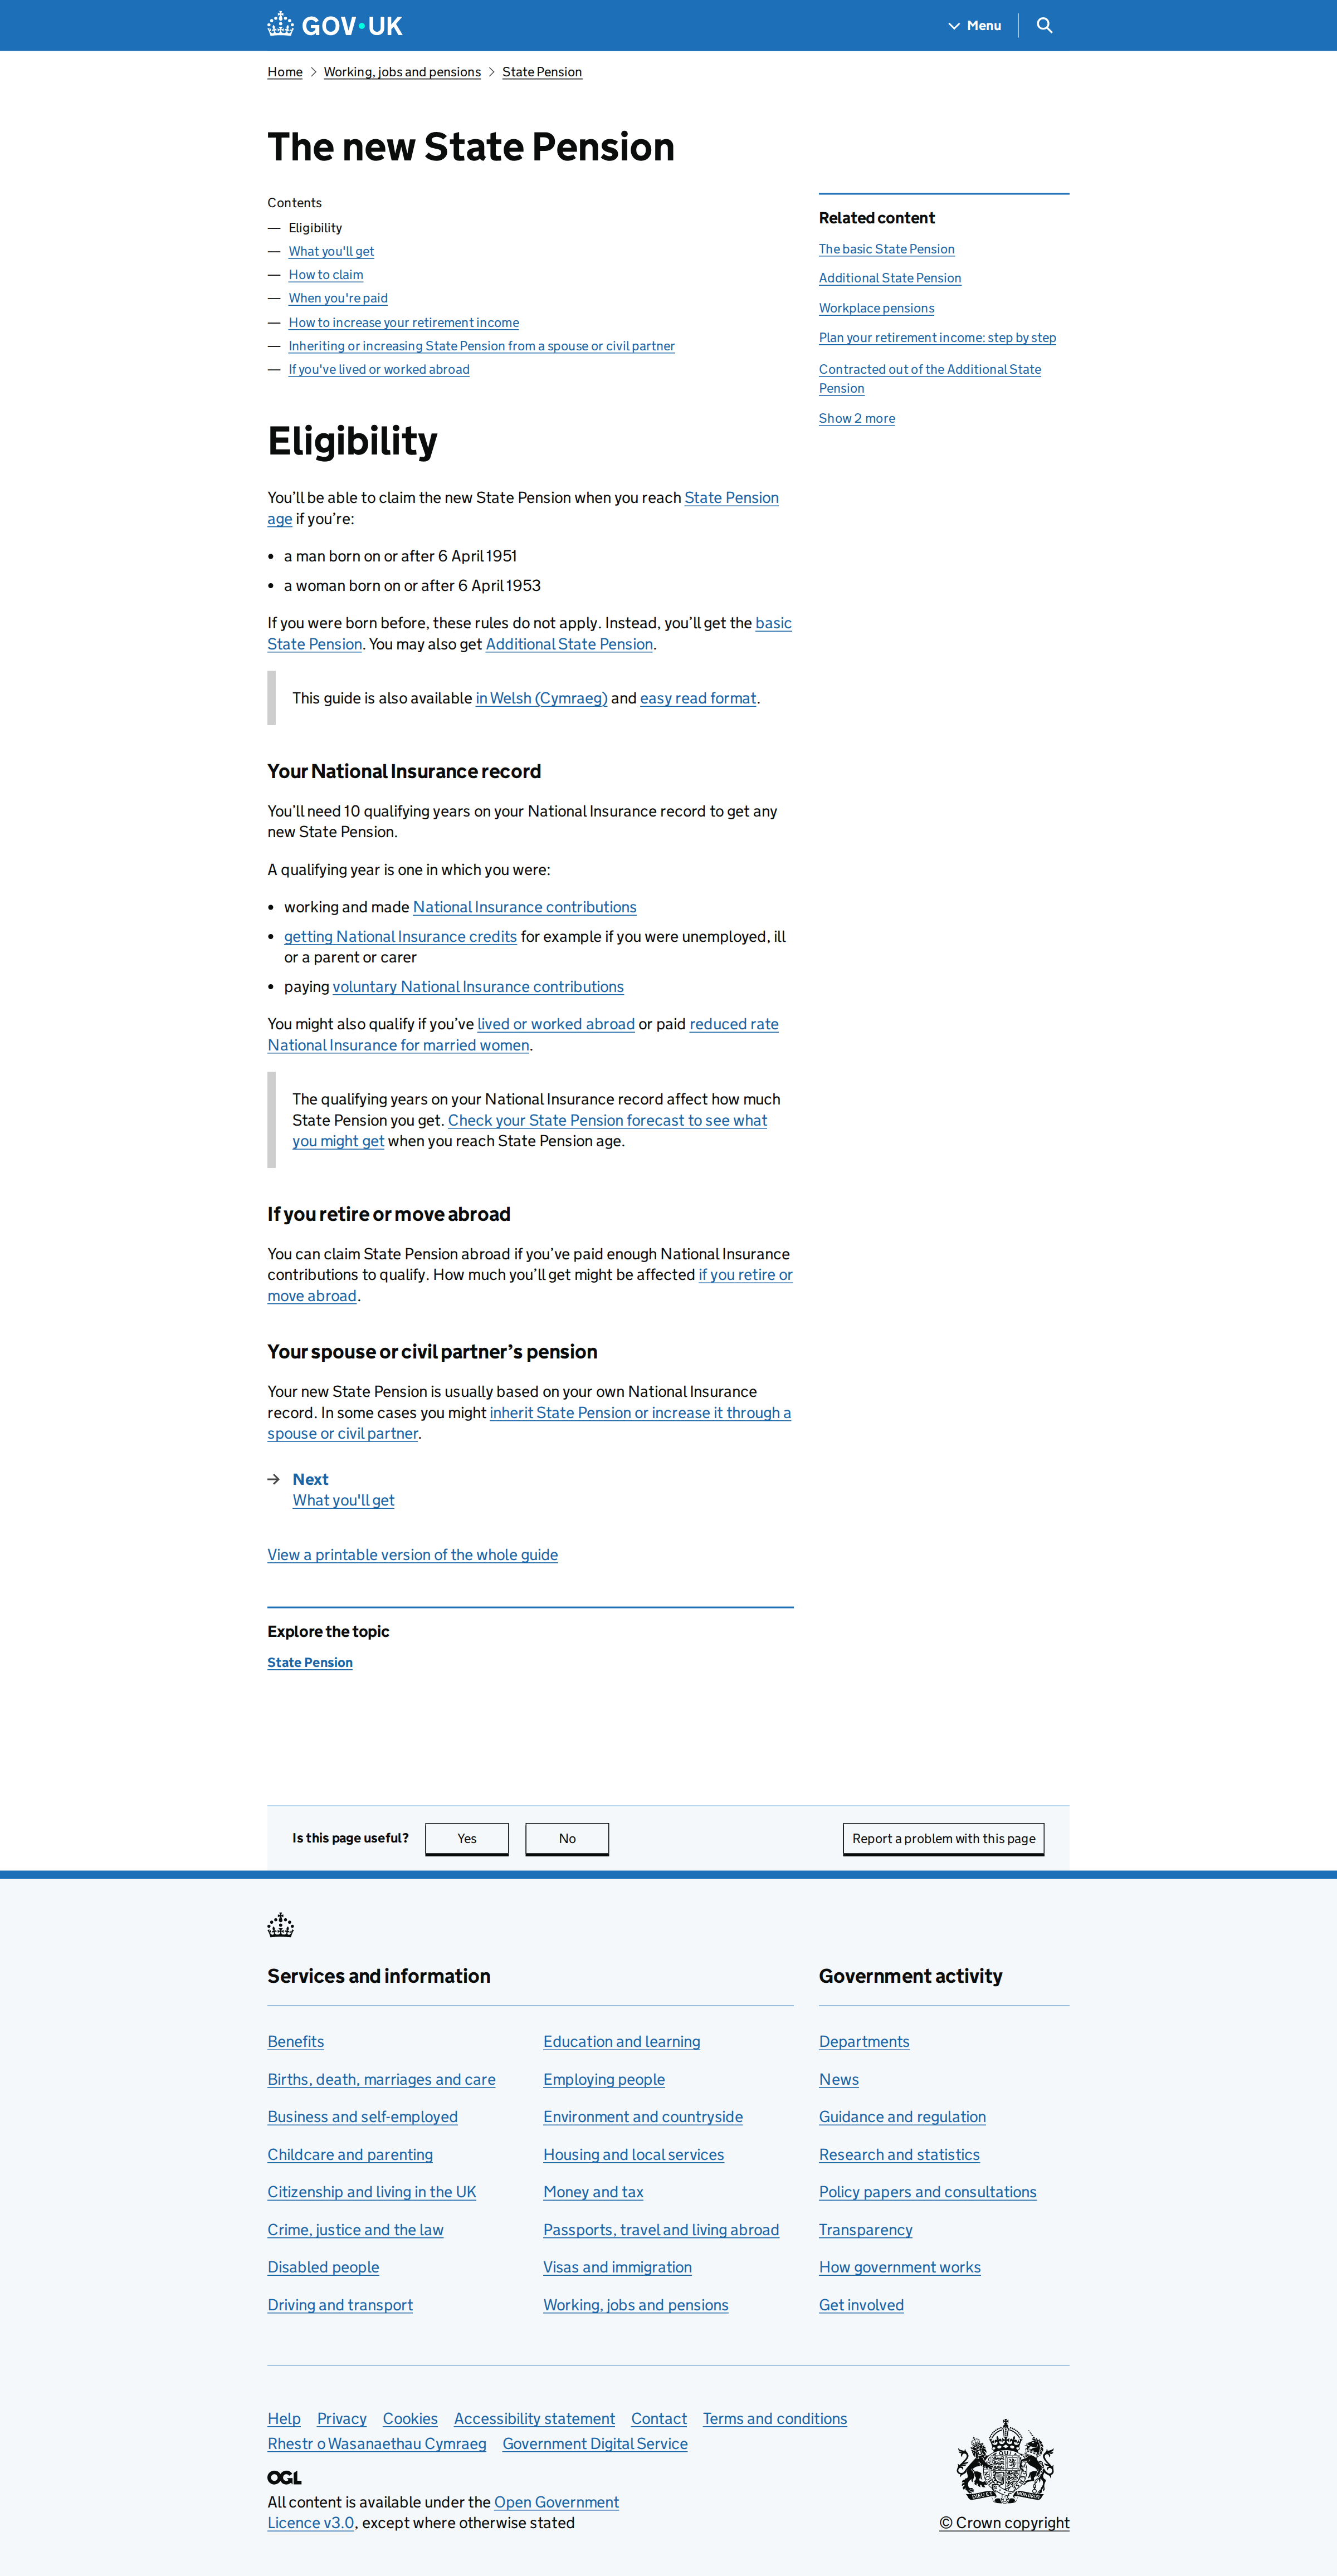 GOV·UK
Menu
Home
Working, jobs and pensions
State Pension
The new State Pension
Contents
— Eligibility
— What you'll get
— How to claim
— When you're paid
— How to increase your retirement income
— Inheriting or increasing State Pension from a spouse or civil partner
— If you've lived or worked abroad
Related content
The basic State Pension
Additional State Pension
Workplace pensions
Plan your retirement income: step by step
Contracted out of the Additional State
Pension
Show 2 more
Eligibility
You’ll be able to claim the new State Pension when you reach State Pension
age if you’re:
• a man born on or after 6 April 1951
• a woman born on or after 6 April 1953
If you were born before, these rules do not apply. Instead, you’ll get the basic
State Pension. You may also get Additional State Pension.
This guide is also available in Welsh (Cymraeg) and easy read format.
Your National Insurance record
You’ll need 10 qualifying years on your National Insurance record to get any
new State Pension.
A qualifying year is one in which you were:
• working and made National Insurance contributions
• getting National Insurance credits for example if you were unemployed, ill
or a parent or carer
• paying voluntary National Insurance contributions
You might also qualify if you’ve lived or worked abroad or paid reduced rate
National Insurance for married women.
The qualifying years on your National Insurance record affect how much
State Pension you get. Check your State Pension forecast to see what
you might get when you reach State Pension age.
If you retire or move abroad
You can claim State Pension abroad if you’ve paid enough National Insurance
contributions to qualify. How much you’ll get might be affected if you retire or
move abroad.
Your spouse or civil partner’s pension
Your new State Pension is usually based on your own National Insurance
record. In some cases you might inherit State Pension or increase it through a
spouse or civil partner.
Next
What you'll get
View a printable version of the whole guide
Explore the topic
State Pension
Is this page useful?
Yes
No
Report a problem with this page
Services and information
Benefits
Births, death, marriages and care
Business and self-employed
Childcare and parenting
Citizenship and living in the UK
Crime, justice and the law
Disabled people
Driving and transport
Education and learning
Employing people
Environment and countryside
Housing and local services
Money and tax
Passports, travel and living abroad
Visas and immigration
Working, jobs and pensions
Government activity
Departments
News
Guidance and regulation
Research and statistics
Policy papers and consultations
Transparency
How government works
Get involved
Help
Privacy
Cookies
Accessibility statement
Contact
Terms and conditions
Rhestr o Wasanaethau Cymraeg
Government Digital Service
OGL
All content is available under the Open Government
Licence v3.0, except where otherwise stated
© Crown copyright